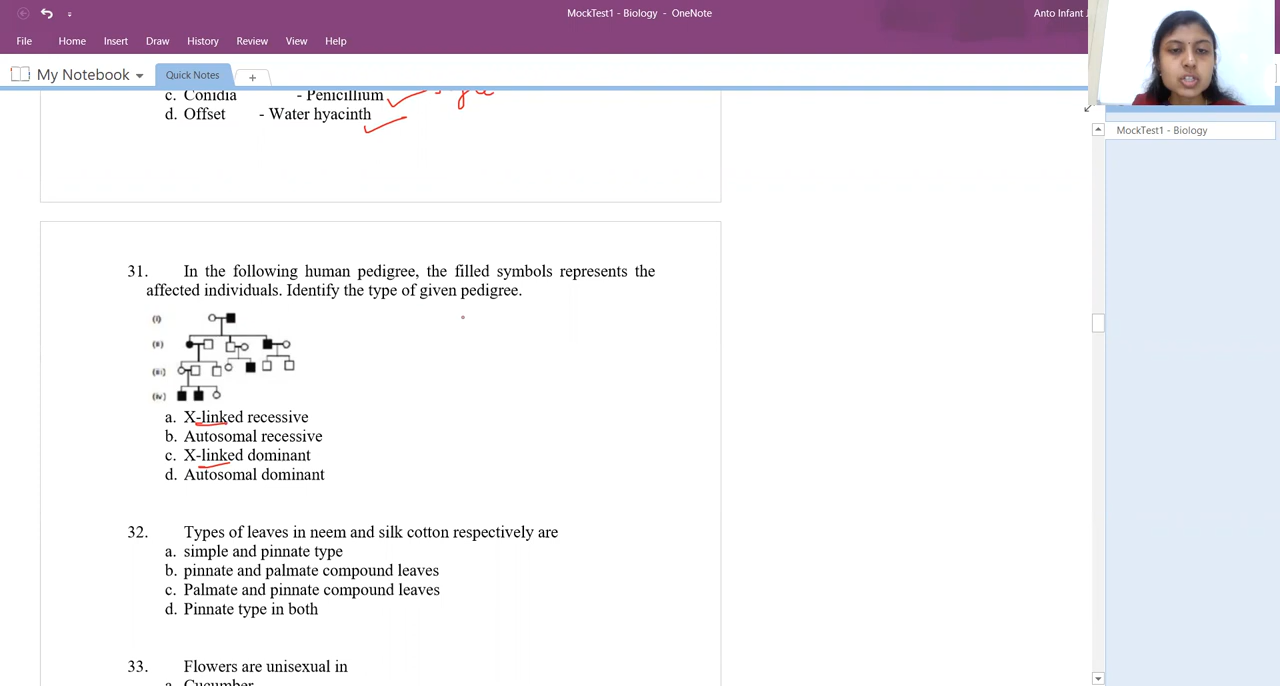 MockTest1 - Biology - OneNote
Anto Infant
File Home Insert Draw History Review View Help
My Notebook Quick Notes +
MockTest1 - Biology
c. Conidia - Penicillium
d. Offset - Water hyacinth
31. In the following human pedigree, the filled symbols represents the
affected individuals. Identify the type of given pedigree.
(i)
(ii)
(iii)
(iv)
a. X-linked recessive
b. Autosomal recessive
c. X-linked dominant
d. Autosomal dominant
32. Types of leaves in neem and silk cotton respectively are
a. simple and pinnate type
b. pinnate and palmate compound leaves
c. Palmate and pinnate compound leaves
d. Pinnate type in both
33. Flowers are unisexual in
a. Cucumber